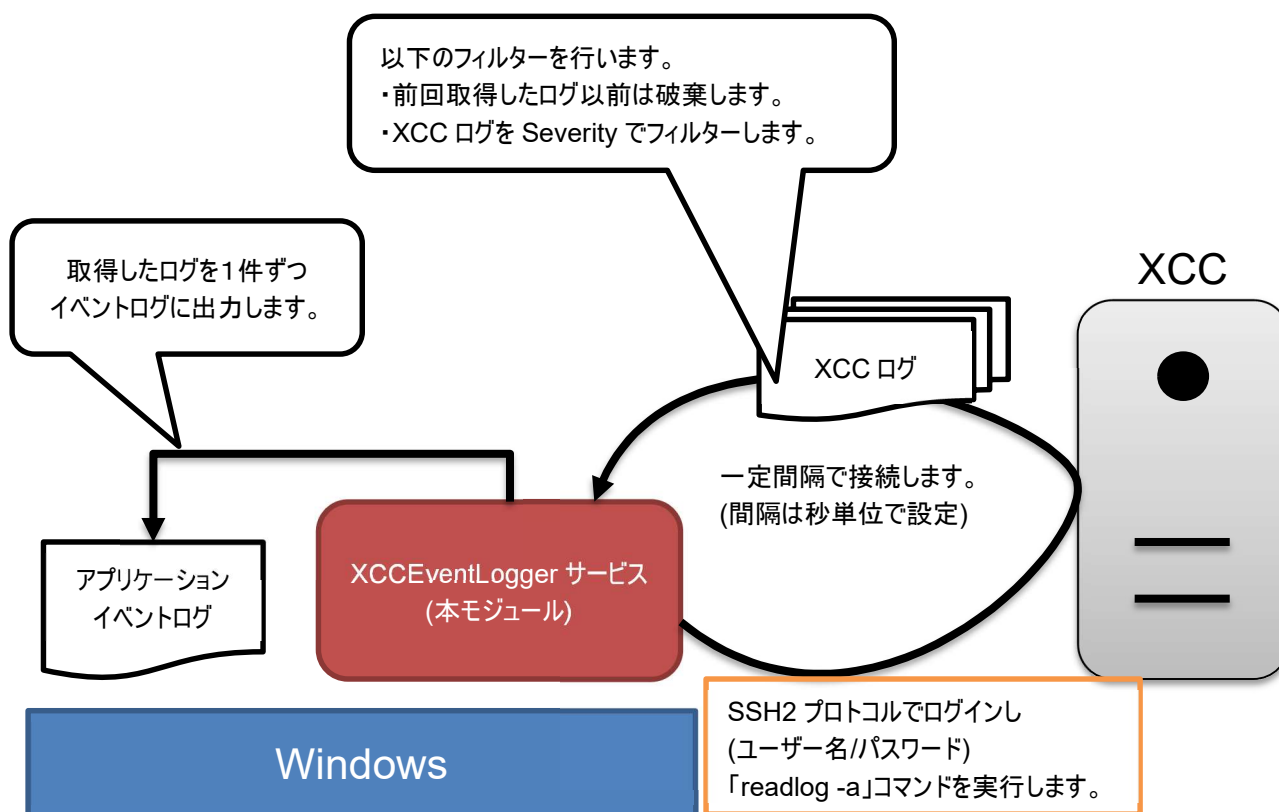 以下のフィルターを行います。
・前回取得したログ以前は破棄します。
・XCC ログを Severity でフィルターします。
取得したログを1件ずつ
イベントログに出力します。
XCC
XCC ログ
一定間隔で接続します。
(間隔は秒単位で設定)
XCCEventLogger サービス
(本モジュール)
アプリケーション
イベントログ
SSH2 プロトコルでログインし
(ユーザー名/パスワード)
「readlog -a」コマンドを実行します。
Windows